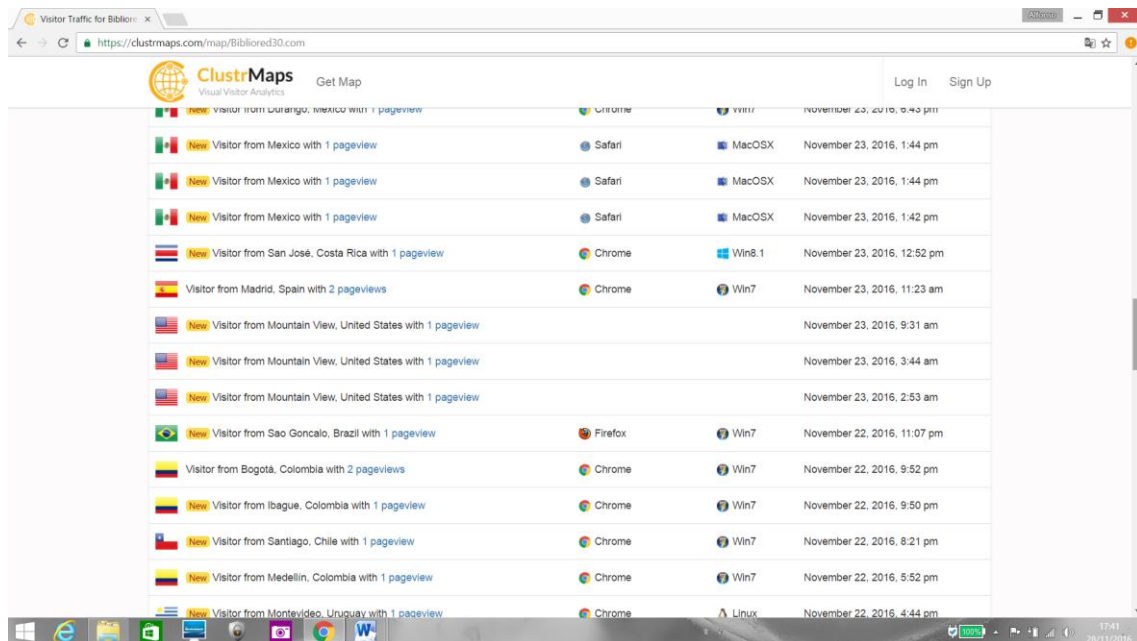 Visitor Traffic for Bibliore
Alfonso
https://clustrmaps.com/map/Bibliored30.com
ClustrMaps
Visual Visitor Analytics
Get Map
Log In Sign Up
New Visitor from Durango, Mexico with 1 pageview Chrome Win7 November 23, 2016, 6:43 pm
New Visitor from Mexico with 1 pageview Safari MacOSX November 23, 2016, 1:44 pm
New Visitor from Mexico with 1 pageview Safari MacOSX November 23, 2016, 1:44 pm
New Visitor from Mexico with 1 pageview Safari MacOSX November 23, 2016, 1:42 pm
New Visitor from San José, Costa Rica with 1 pageview Chrome Win8.1 November 23, 2016, 12:52 pm
Visitor from Madrid, Spain with 2 pageviews Chrome Win7 November 23, 2016, 11:23 am
New Visitor from Mountain View, United States with 1 pageview November 23, 2016, 9:31 am
New Visitor from Mountain View, United States with 1 pageview November 23, 2016, 3:44 am
New Visitor from Mountain View, United States with 1 pageview November 23, 2016, 2:53 am
New Visitor from Sao Goncalo, Brazil with 1 pageview Firefox Win7 November 22, 2016, 11:07 pm
Visitor from Bogotá, Colombia with 2 pageviews Chrome Win7 November 22, 2016, 9:52 pm
New Visitor from Ibague, Colombia with 1 pageview Chrome Win7 November 22, 2016, 9:50 pm
New Visitor from Santiago, Chile with 1 pageview Chrome Win7 November 22, 2016, 8:21 pm
New Visitor from Medellín, Colombia with 1 pageview Chrome Win7 November 22, 2016, 5:52 pm
New Visitor from Montevideo, Uruguay with 1 pageview Chrome Linux November 22, 2016, 4:44 pm
100%
17:41
28/11/2016